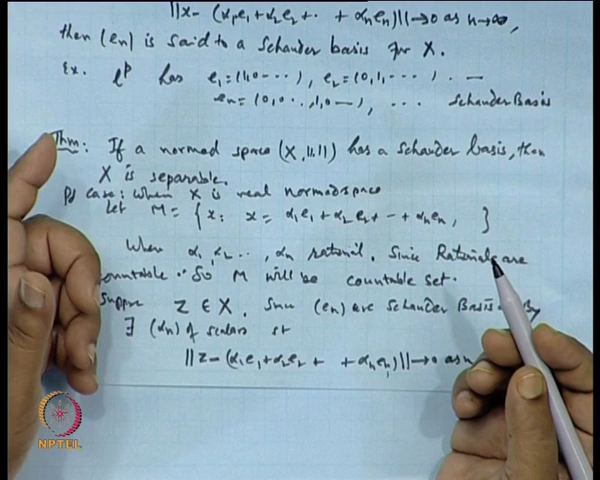 ||x-(α₁e₁+α₂e₂+·· +αₙeₙ)||→0 as n→∞,
then (eₙ) is said to a Schauder basis for X.
Ex. lᵖ has e₁=(1,0---), e₂=(0,1,---). -
eₙ=(0,0··,1,0-), ... Schauder Basis
Thm: If a normed space (X, ||.||) has a Schauder basis, then
X is separable.
Pf case: When X is real normed space
Let M = { x: x = α₁e₁+α₂e₂+--+αₙeₙ, }
When α₁,α₂··, αₙ rational. Since Rationals are
countable. So M will be countable set.
Suppose Z ∈ X. Since (eₙ) are Schauder Basis. By
∃ (αₙ) of scalars st
||Z-(α₁e₁+α₂e₂+ +αₙeₙ)||→0 as n
NPTEL